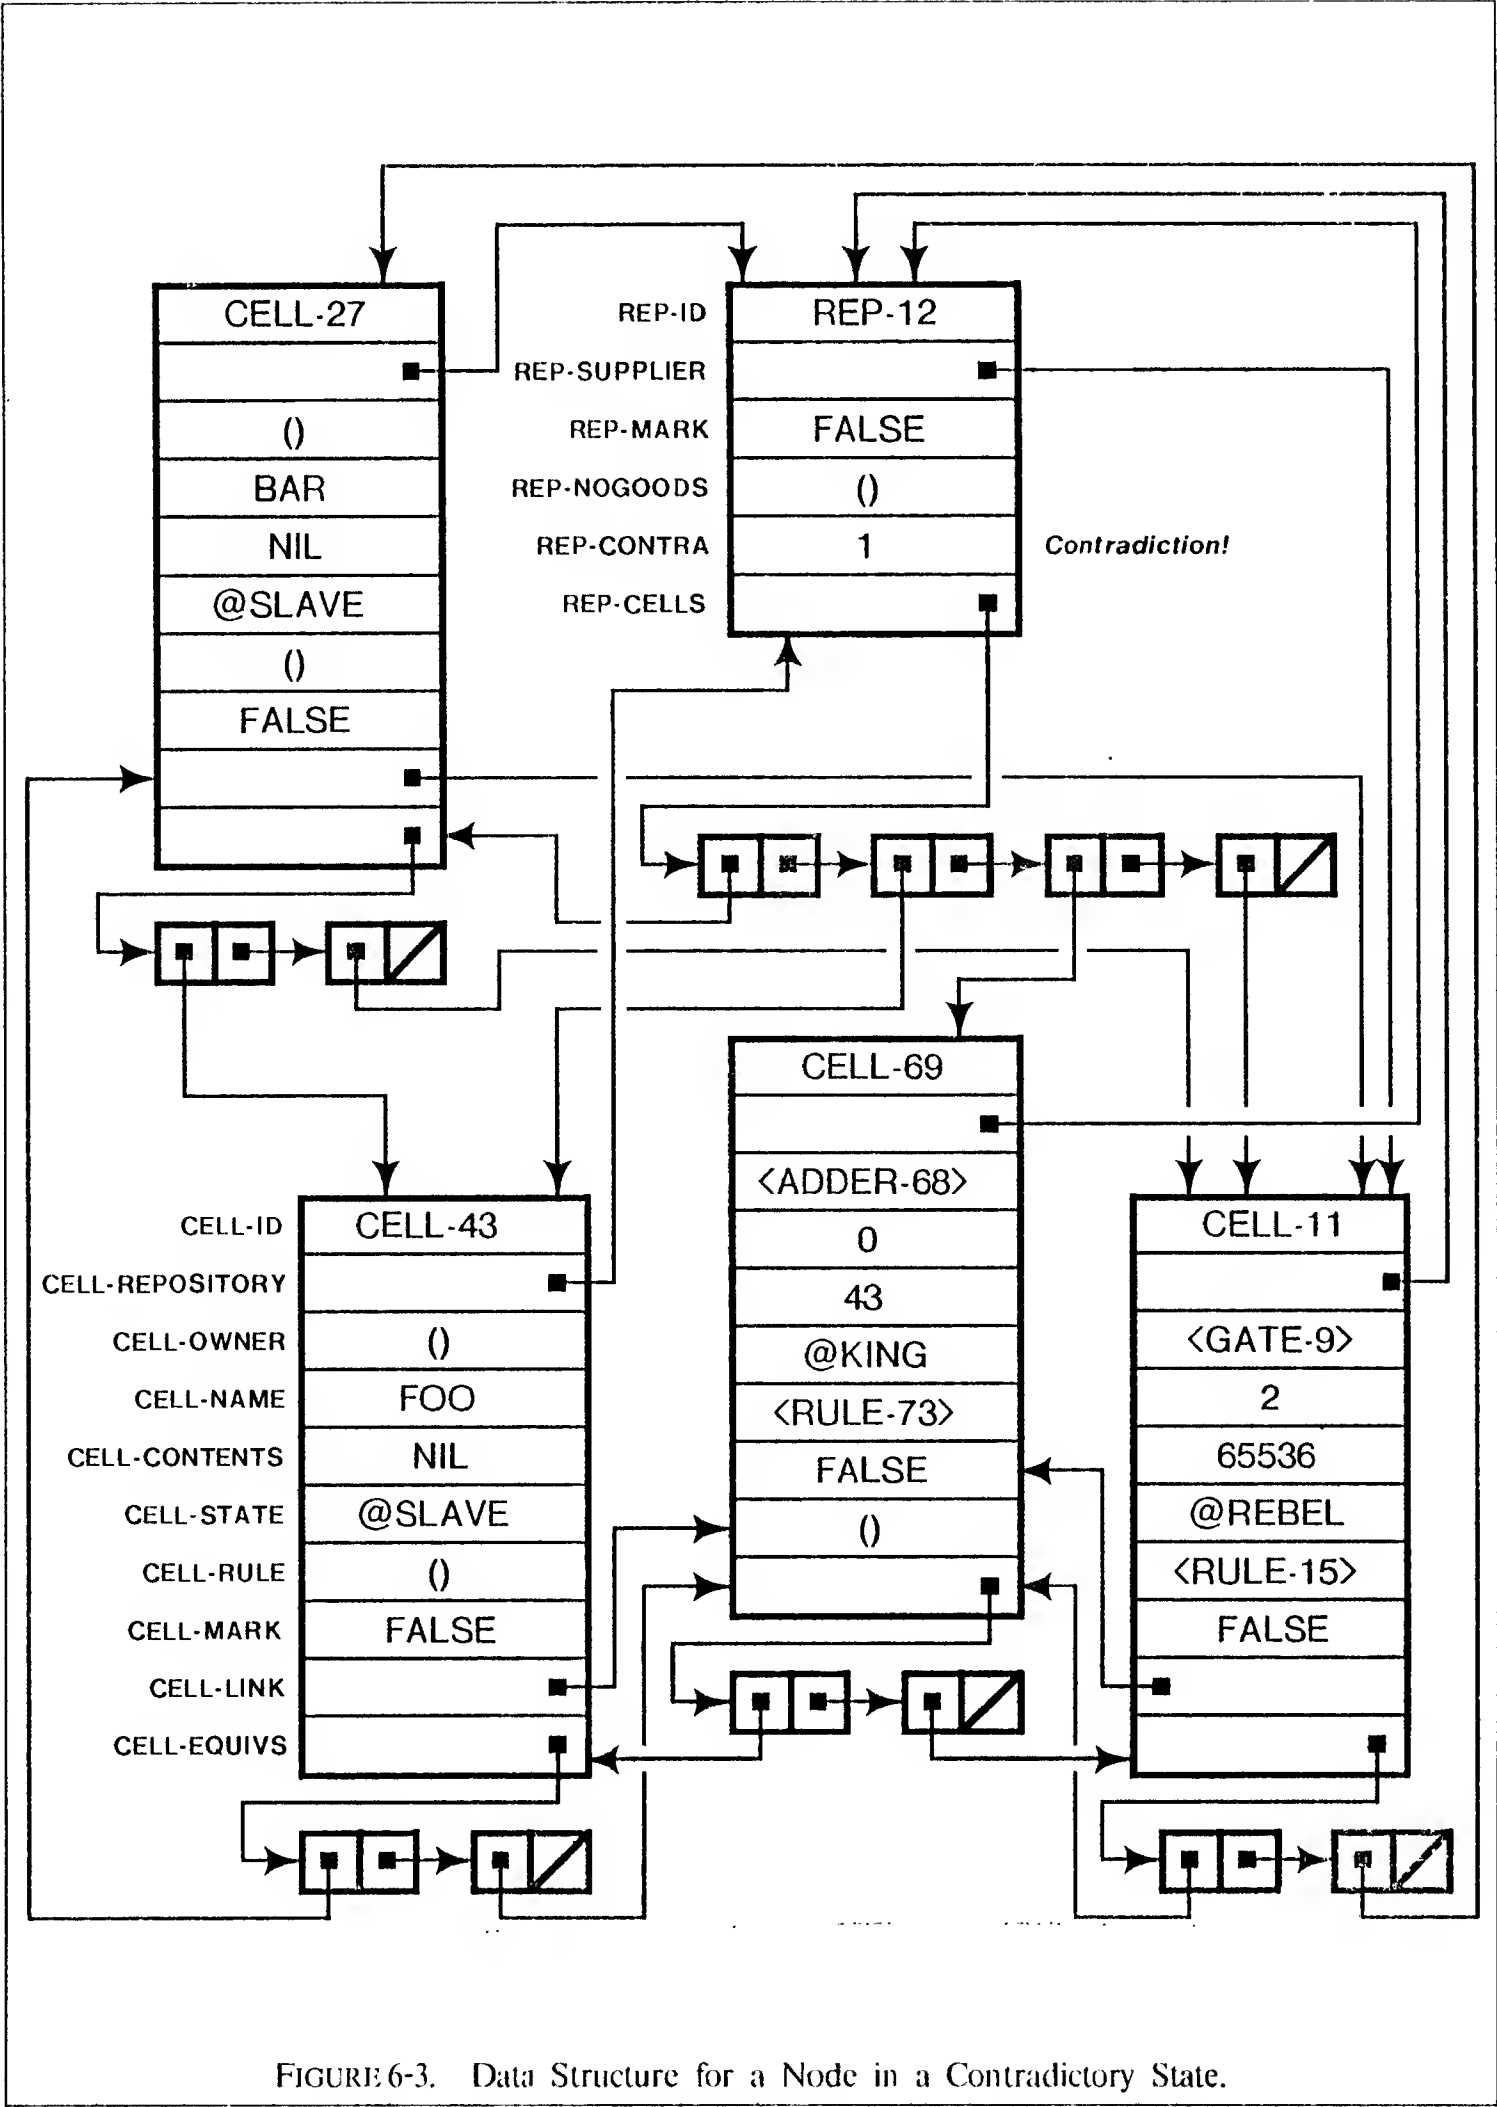 CELL-27
()
BAR
NIL
@SLAVE
()
FALSE
REP-ID REP-12
REP-SUPPLIER
REP-MARK FALSE
REP-NOGOODS ()
REP-CONTRA 1 Contradiction!
REP-CELLS
CELL-69
<ADDER-68>
0
43
@KING
<RULE-73>
FALSE
()
CELL-ID CELL-43
CELL-REPOSITORY
CELL-OWNER ()
CELL-NAME FOO
CELL-CONTENTS NIL
CELL-STATE @SLAVE
CELL-RULE ()
CELL-MARK FALSE
CELL-LINK
CELL-EQUIVS
CELL-11
<GATE-9>
2
65536
@REBEL
<RULE-15>
FALSE
FIGURE 6-3. Data Structure for a Node in a Contradictory State.